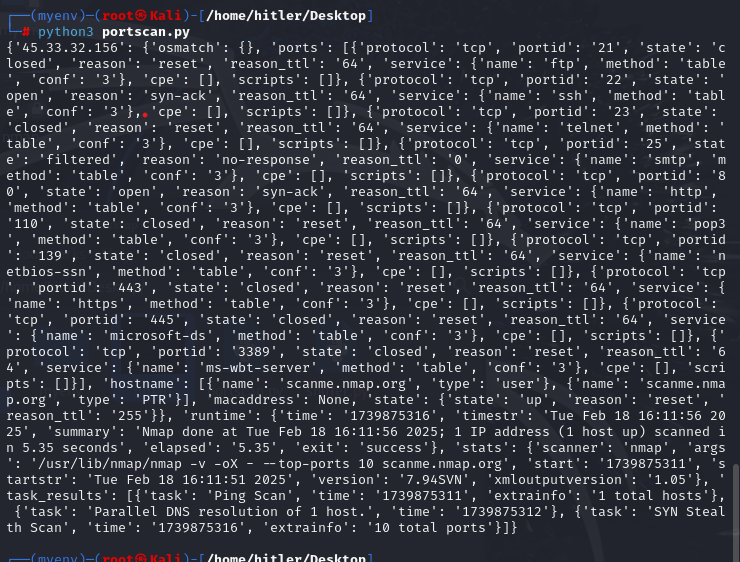 ┌──(myenv)─(root㉿Kali)-[/home/hitler/Desktop]
└─# python3 portscan.py
{'45.33.32.156': {'osmatch': {}, 'ports': [{'protocol': 'tcp', 'portid': '21', 'state': 'c
losed', 'reason': 'reset', 'reason_ttl': '64', 'service': {'name': 'ftp', 'method': 'table
', 'conf': '3'}, 'cpe': [], 'scripts': []}, {'protocol': 'tcp', 'portid': '22', 'state': '
open', 'reason': 'syn-ack', 'reason_ttl': '64', 'service': {'name': 'ssh', 'method': 'tabl
e', 'conf': '3'}, 'cpe': [], 'scripts': []}, {'protocol': 'tcp', 'portid': '23', 'state':
'closed', 'reason': 'reset', 'reason_ttl': '64', 'service': {'name': 'telnet', 'method': '
table', 'conf': '3'}, 'cpe': [], 'scripts': []}, {'protocol': 'tcp', 'portid': '25', 'stat
e': 'filtered', 'reason': 'no-response', 'reason_ttl': '0', 'service': {'name': 'smtp', 'm
ethod': 'table', 'conf': '3'}, 'cpe': [], 'scripts': []}, {'protocol': 'tcp', 'portid': '8
0', 'state': 'open', 'reason': 'syn-ack', 'reason_ttl': '64', 'service': {'name': 'http',
'method': 'table', 'conf': '3'}, 'cpe': [], 'scripts': []}, {'protocol': 'tcp', 'portid':
'110', 'state': 'closed', 'reason': 'reset', 'reason_ttl': '64', 'service': {'name': 'pop3
', 'method': 'table', 'conf': '3'}, 'cpe': [], 'scripts': []}, {'protocol': 'tcp', 'portid
': '139', 'state': 'closed', 'reason': 'reset', 'reason_ttl': '64', 'service': {'name': 'n
etbios-ssn', 'method': 'table', 'conf': '3'}, 'cpe': [], 'scripts': []}, {'protocol': 'tcp
', 'portid': '443', 'state': 'closed', 'reason': 'reset', 'reason_ttl': '64', 'service': {
'name': 'https', 'method': 'table', 'conf': '3'}, 'cpe': [], 'scripts': []}, {'protocol':
'tcp', 'portid': '445', 'state': 'closed', 'reason': 'reset', 'reason_ttl': '64', 'service
': {'name': 'microsoft-ds', 'method': 'table', 'conf': '3'}, 'cpe': [], 'scripts': []}, {'
protocol': 'tcp', 'portid': '3389', 'state': 'closed', 'reason': 'reset', 'reason_ttl': '6
4', 'service': {'name': 'ms-wbt-server', 'method': 'table', 'conf': '3'}, 'cpe': [], 'scri
pts': []}], 'hostname': [{'name': 'scanme.nmap.org', 'type': 'user'}, {'name': 'scanme.nma
p.org', 'type': 'PTR'}], 'macaddress': None, 'state': {'state': 'up', 'reason': 'reset', '
reason_ttl': '255'}}, 'runtime': {'time': '1739875316', 'timestr': 'Tue Feb 18 16:11:56 20
25', 'summary': 'Nmap done at Tue Feb 18 16:11:56 2025; 1 IP address (1 host up) scanned i
n 5.35 seconds', 'elapsed': '5.35', 'exit': 'success'}, 'stats': {'scanner': 'nmap', 'args
': '/usr/lib/nmap/nmap -v -oX - --top-ports 10 scanme.nmap.org', 'start': '1739875311', 's
tartstr': 'Tue Feb 18 16:11:51 2025', 'version': '7.94SVN', 'xmloutputversion': '1.05'}, '
task_results': [{'task': 'Ping Scan', 'time': '1739875311', 'extrainfo': '1 total hosts'},
 {'task': 'Parallel DNS resolution of 1 host.', 'time': '1739875312'}, {'task': 'SYN Steal
th Scan', 'time': '1739875316', 'extrainfo': '10 total ports'}]}
┌──(myenv)─(root㉿Kali)-[/home/hitler/Desktop]